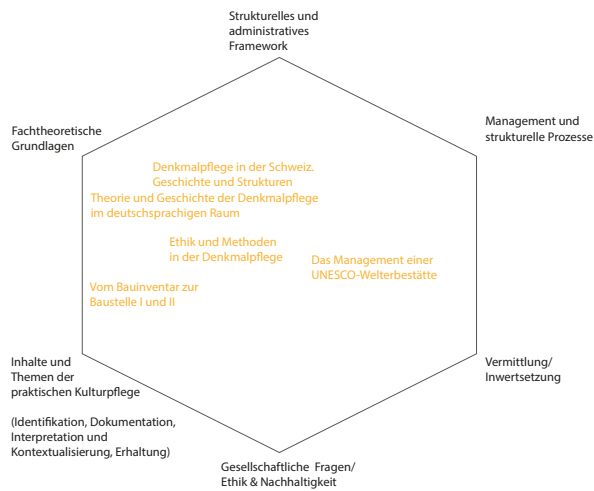 Strukturelles und
administratives
Framework
Fachtheoretische
Grundlagen
Management und
strukturelle Prozesse
Denkmalpflege in der Schweiz.
Geschichte und Strukturen
Theorie und Geschichte der Denkmalpflege
im deutschsprachigen Raum
Ethik und Methoden
in der Denkmalpflege
Das Management einer
UNESCO-Welterbestätte
Vom Bauinventar zur
Baustelle I und II
Inhalte und
Themen der
praktischen Kulturpflege
(Identifikation, Dokumentation,
Interpretation und
Kontextualisierung, Erhaltung)
Vermittlung/
Inwertsetzung
Gesellschaftliche Fragen/
Ethik & Nachhaltigkeit